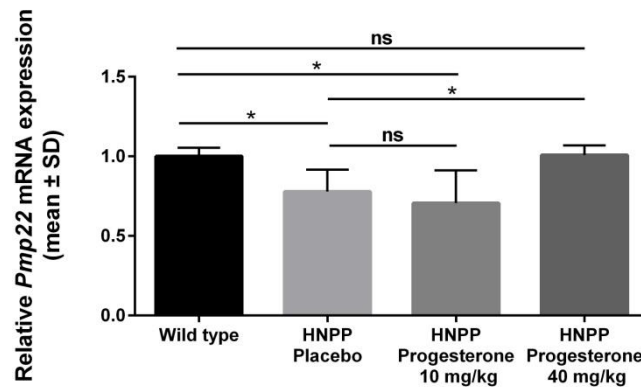 Relative Pmp22 mRNA expression
(mean ± SD)
ns
*
*
*
ns
1.5
1.0
0.5
0.0
Wild type
HNPP
Placebo
HNPP
Progesterone
10 mg/kg
HNPP
Progesterone
40 mg/kg